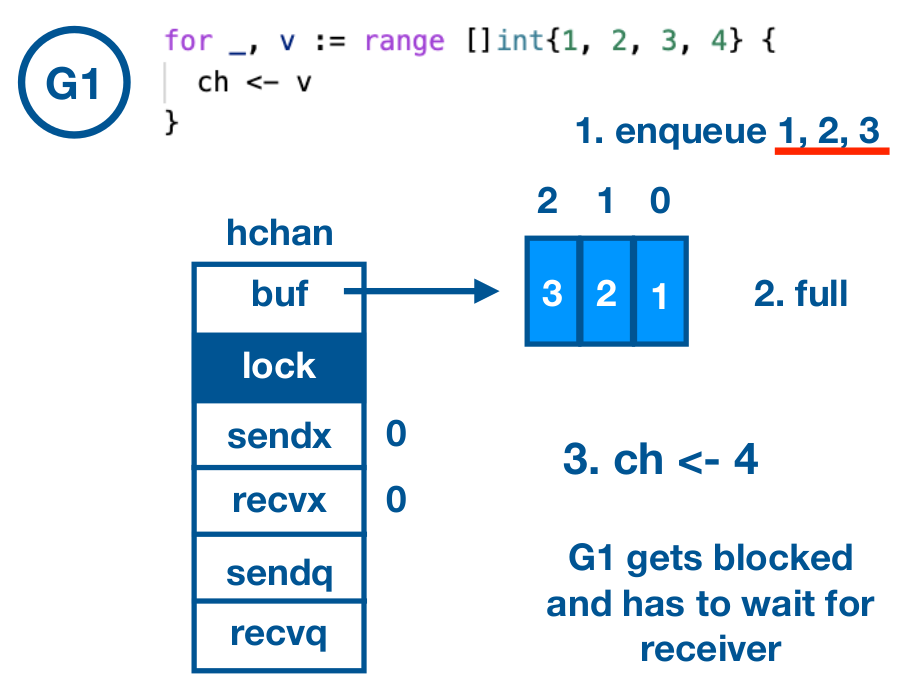 G1
for _, v := range []int{1, 2, 3, 4} {
ch <- v
}
1. enqueue 1, 2, 3
2 1 0
hchan
buf
3 2 1
2. full
lock
sendx 0
3. ch <- 4
recvx 0
G1 gets blocked
and has to wait for
receiver
sendq
recvq